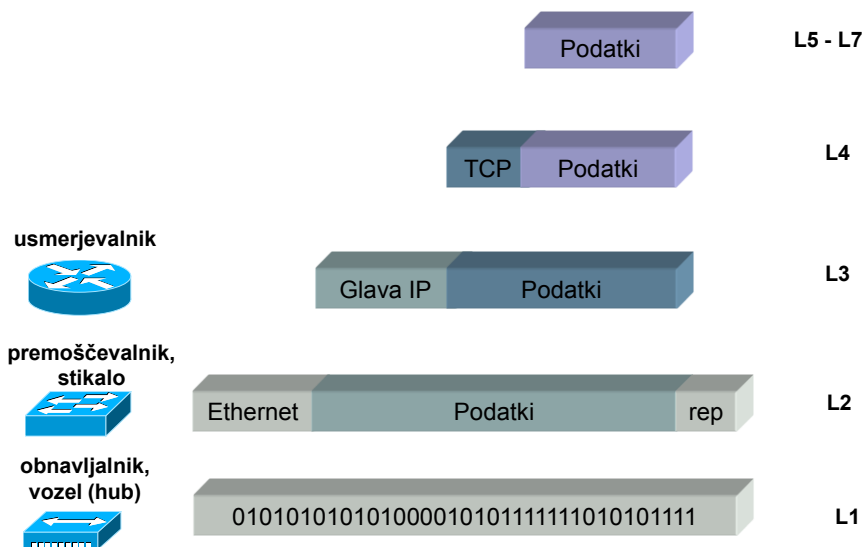 Podatki
L5 - L7
TCP
Podatki
L4
usmerjevalnik
Glava IP
Podatki
L3
premoščevalnik,
stikalo
Ethernet
Podatki
rep
L2
obnavljalnik,
vozel (hub)
0101010101010000101011111111010101111
L1